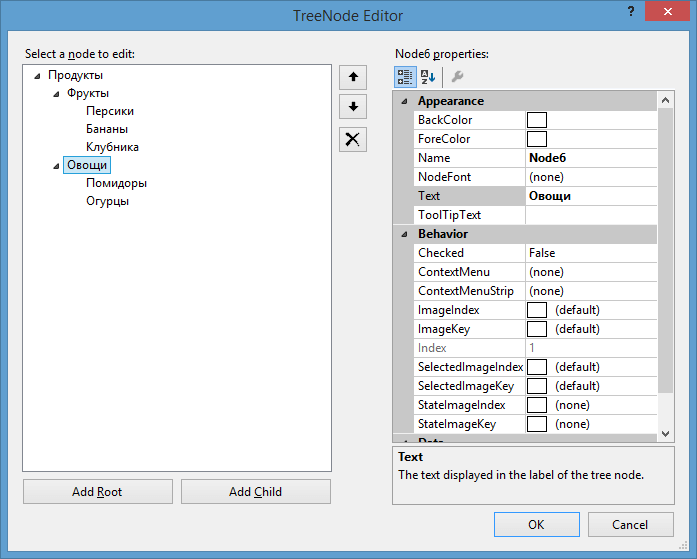 TreeNode Editor
?
Select a node to edit:
Продукты
Фрукты
Персики
Бананы
Клубника
Овощи
Помидоры
Огурцы
Add Root
Add Child
Node6 properties:
Appearance
BackColor
ForeColor
Name Node6
NodeFont (none)
Text Овощи
ToolTipText
Behavior
Checked False
ContextMenu (none)
ContextMenuStrip (none)
ImageIndex (default)
ImageKey (default)
Index 1
SelectedImageIndex (default)
SelectedImageKey (default)
StateImageIndex (none)
StateImageKey (none)
Text
The text displayed in the label of the tree node.
OK
Cancel